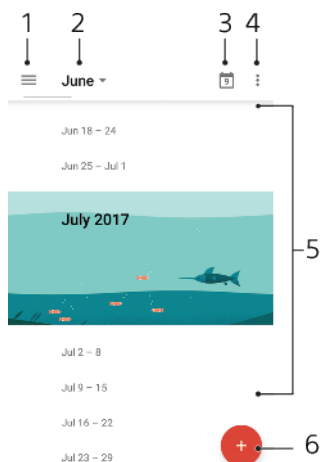 1 2 3 4
June 9
Jun 18 – 24
Jun 25 – Jul 1
July 2017
5
Jul 2 – 8
Jul 9 – 15
Jul 16 – 22
6
Jul 23 – 29